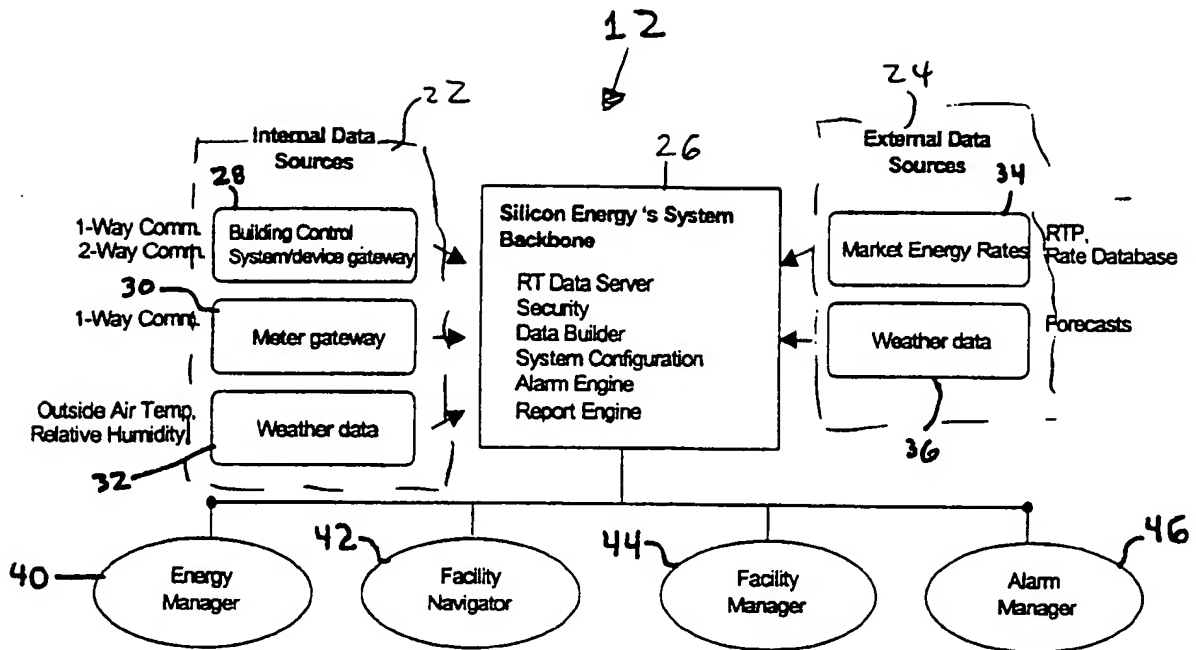 12
22
24
Internal Data
Sources
26
External Data
Sources
28
34
1-Way Comm.
2-Way Comm.
Building Control
System/device gateway
Silicon Energy 's System
Backbone
Market Energy Rates
RTP,
Rate Database
30
1-Way Comm.
Meter gateway
RT Data Server
Security
Data Builder
System Configuration
Alarm Engine
Report Engine
Weather data
Forecasts
Outside Air Temp,
Relative Humidity
Weather data
32
36
40
Energy
Manager
42
Facility
Navigator
44
Facility
Manager
46
Alarm
Manager